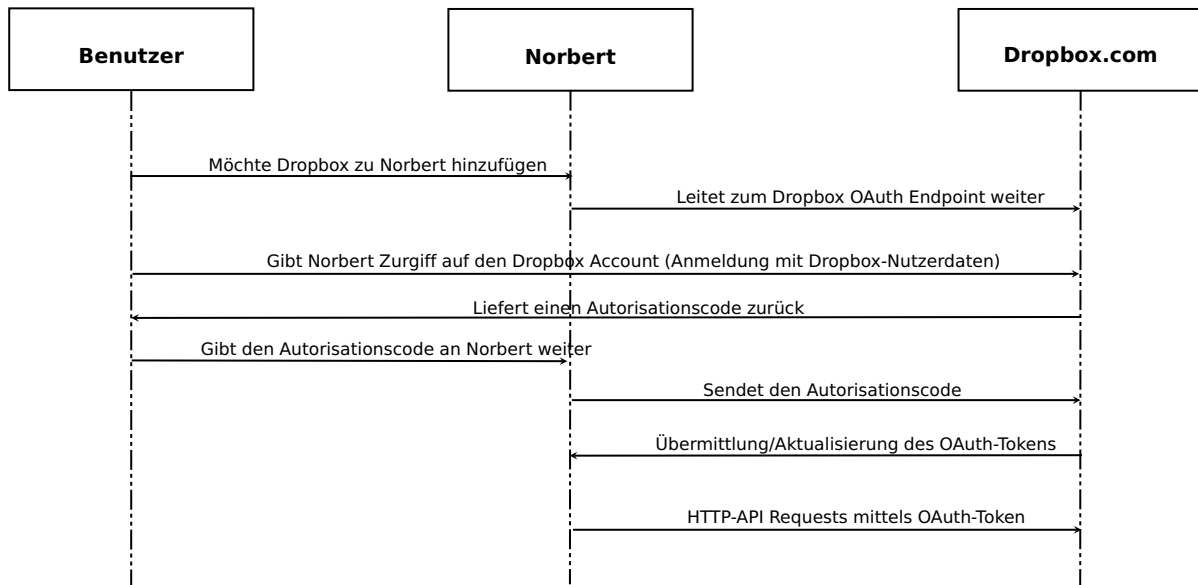 Benutzer
Norbert
Dropbox.com
Möchte Dropbox zu Norbert hinzufügen
Leitet zum Dropbox OAuth Endpoint weiter
Gibt Norbert Zurgiff auf den Dropbox Account (Anmeldung mit Dropbox-Nutzerdaten)
Liefert einen Autorisationscode zurück
Gibt den Autorisationscode an Norbert weiter
Sendet den Autorisationscode
Übermittlung/Aktualisierung des OAuth-Tokens
HTTP-API Requests mittels OAuth-Token